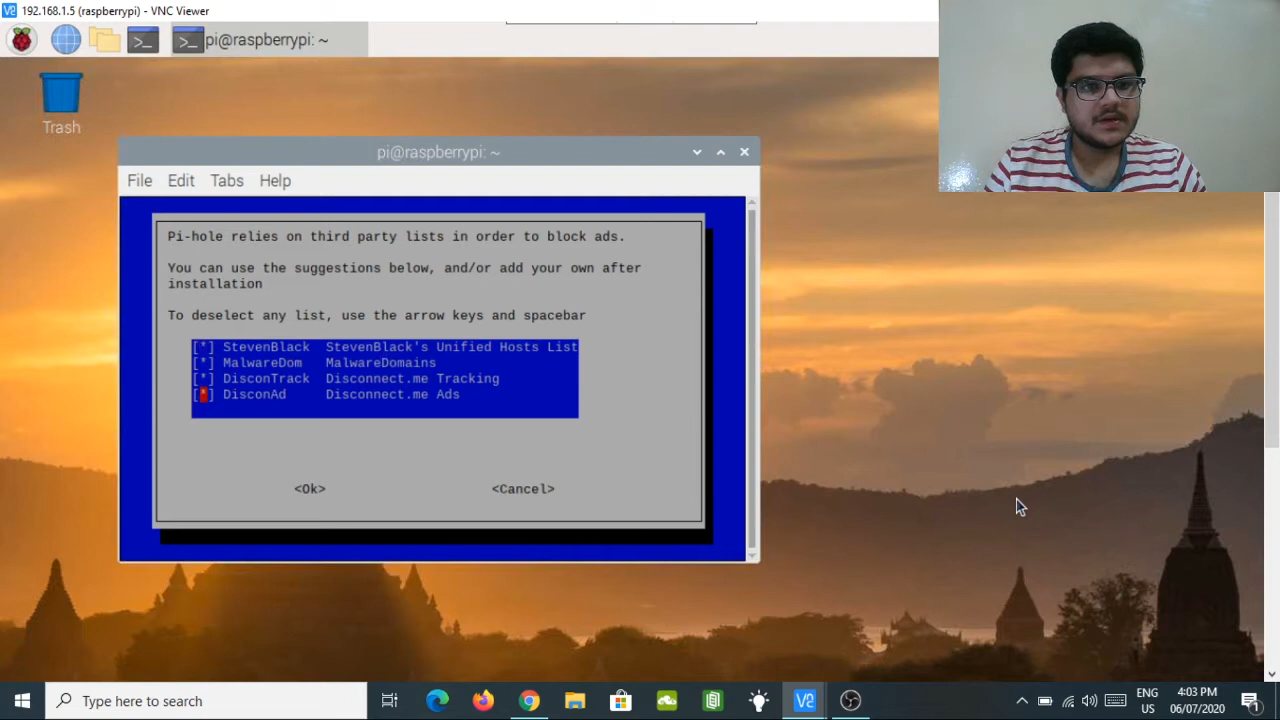 192.168.1.5 (raspberrypi) - VNC Viewer
pi@raspberrypi: ~
Trash
pi@raspberrypi: ~
File Edit Tabs Help
Pi-hole relies on third party lists in order to block ads.
You can use the suggestions below, and/or add your own after
installation
To deselect any list, use the arrow keys and spacebar
[*] StevenBlack StevenBlack's Unified Hosts List
[*] MalwareDom MalwareDomains
[*] DisconTrack Disconnect.me Tracking
[*] DisconAd Disconnect.me Ads
<Ok> <Cancel>
Type here to search
ENG
US
4:03 PM
06/07/2020